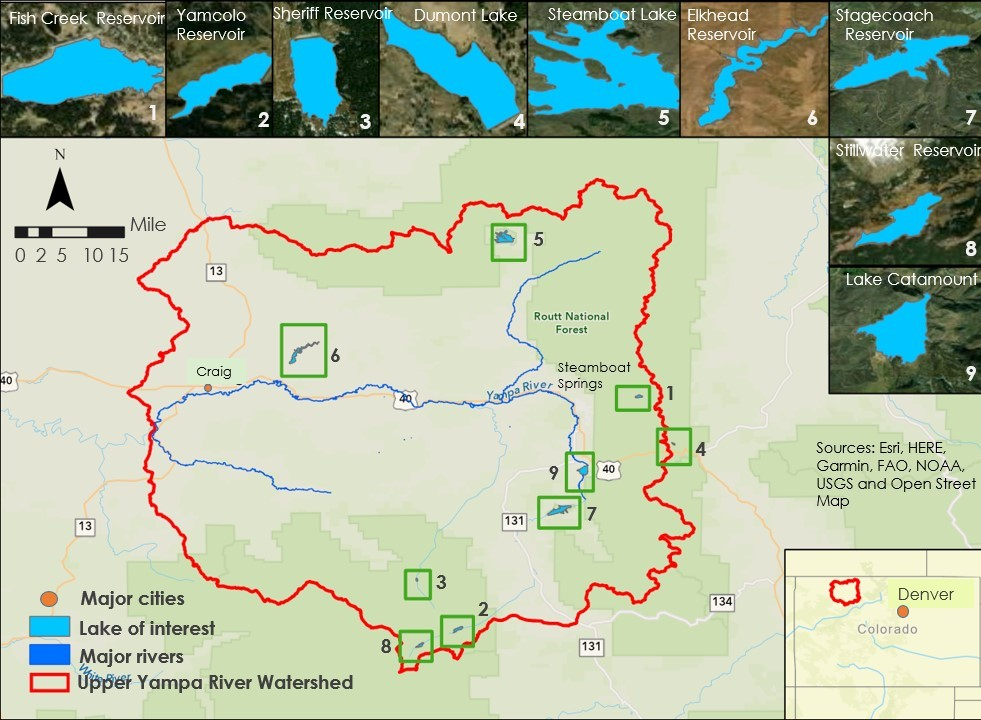 Fish Creek Reservoir
1
Yamcolo
Reservoir
2
Sheriff Reservoir
3
Dumont Lake
4
Steamboat Lake
5
Elkhead
Reservoir
6
Stagecoach
Reservoir
7
Stillwater Reservoir
8
Lake Catamount
9
N
Mile
0 2 5 10 15
13
5
Routt National
Forest
6
Craig
40
40
Yampa River
Steamboat
Springs
1
4
9
40
7
131
13
3
2
8
134
131
Sources: Esri, HERE,
Garmin, FAO, NOAA,
USGS and Open Street
Map
Major cities
Lake of interest
Major rivers
White River
Upper Yampa River Watershed
Denver
Colorado